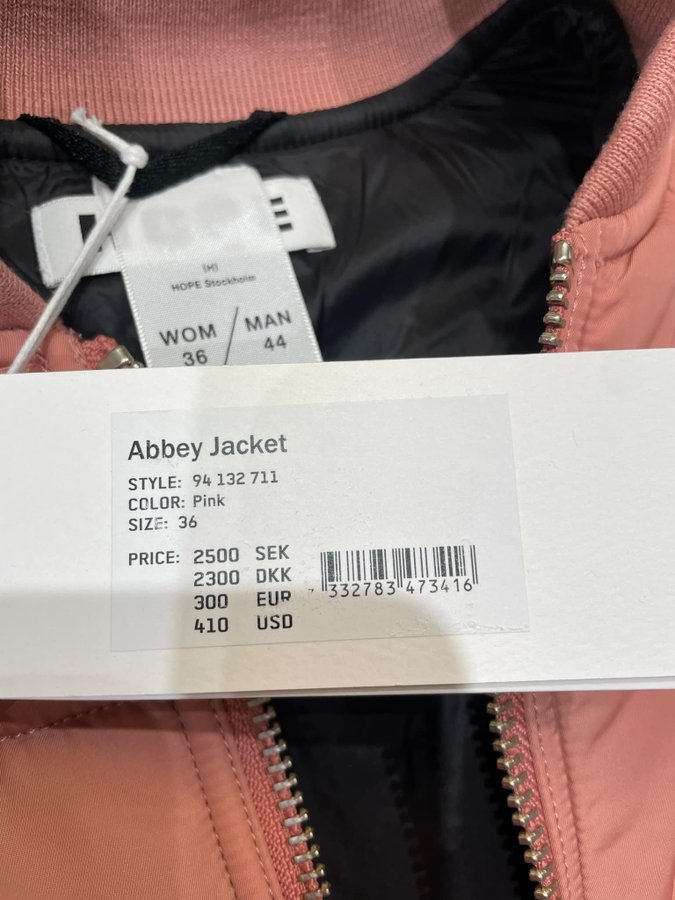 (H)
HOPE Stockholm
WOM / MAN
36 / 44
Abbey Jacket
STYLE: 94 132 711
COLOR: Pink
SIZE: 36
PRICE: 2500 SEK
2300 DKK
300 EUR
410 USD
7 332783 473416